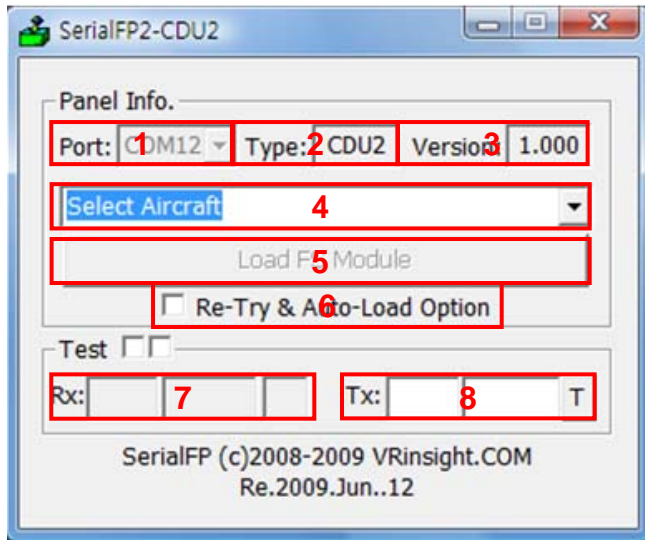 SerialFP2-CDU2
Panel Info.
Port: COM12 1 Type: 2 CDU2 Version: 3 1.000
Select Aircraft 4
Load FS Module 5
Re-Try & Auto-Load Option 6
Test
Rx: 7 Tx: 8 T
SerialFP (c)2008-2009 VRinsight.COM
Re.2009.Jun..12